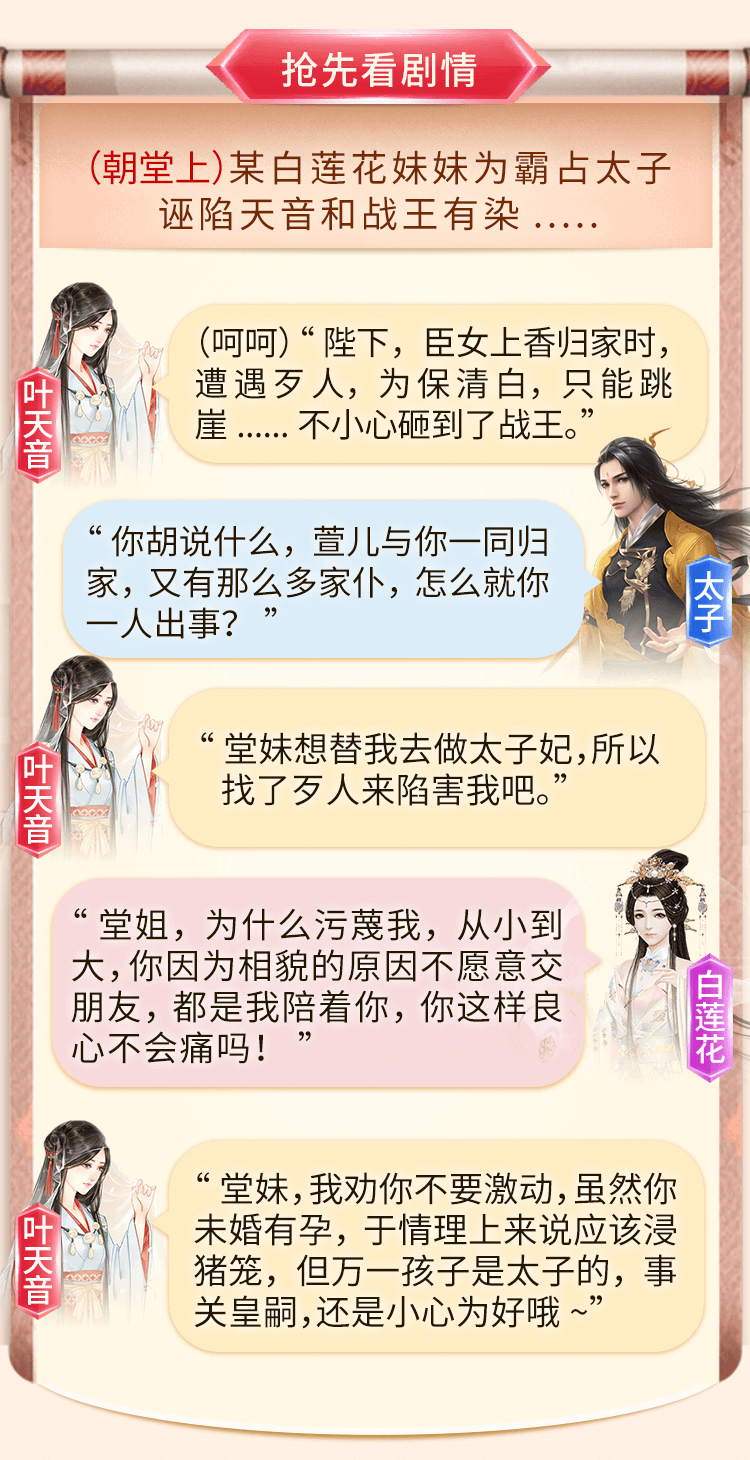 抢先看剧情
（朝堂上）某白莲花妹妹为霸占太子
诬陷天音和战王有染 .....
（呵呵）“ 陛下，臣女上香归家时，
遭遇歹人，为保清白，只能跳
崖 ...... 不小心砸到了战王。”
叶天音
“ 你胡说什么，萱儿与你一同归
家，又有那么多家仆，怎么就你
一人出事？ ”
太子
“ 堂妹想替我去做太子妃，所以
找了歹人来陷害我吧。”
叶天音
“ 堂姐，为什么污蔑我，从小到
大，你因为相貌的原因不愿意交
朋友，都是我陪着你，你这样良
心不会痛吗！ ”
白莲花
“ 堂妹，我劝你不要激动，虽然你
未婚有孕，于情理上来说应该浸
猪笼，但万一孩子是太子的，事
关皇嗣，还是小心为好哦 ~”
叶天音